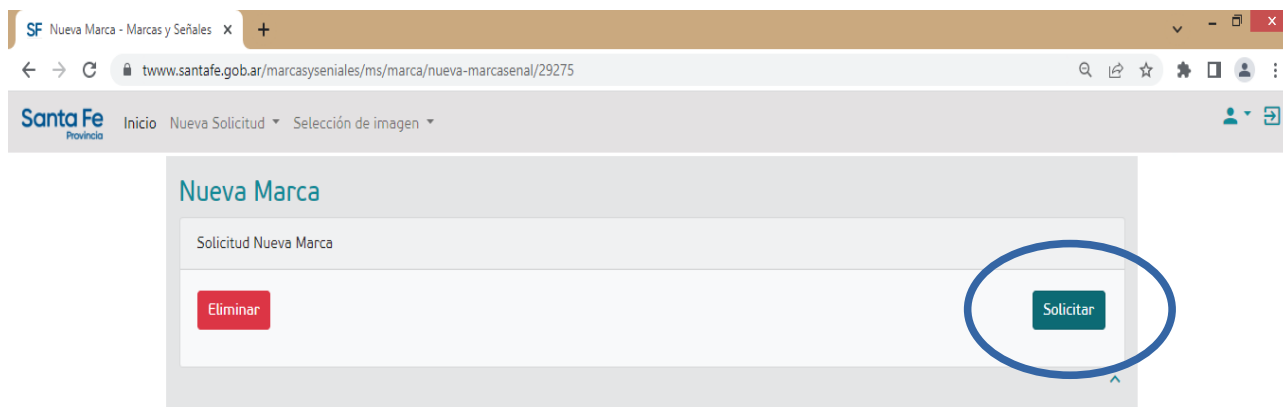 SF Nueva Marca - Marcas y Señales
twww.santafe.gob.ar/marcasyseniales/ms/marca/nueva-marcasenal/29275
Santa Fe
Provincia
Inicio Nueva Solicitud Selección de imagen
Nueva Marca
Solicitud Nueva Marca
Eliminar Solicitar